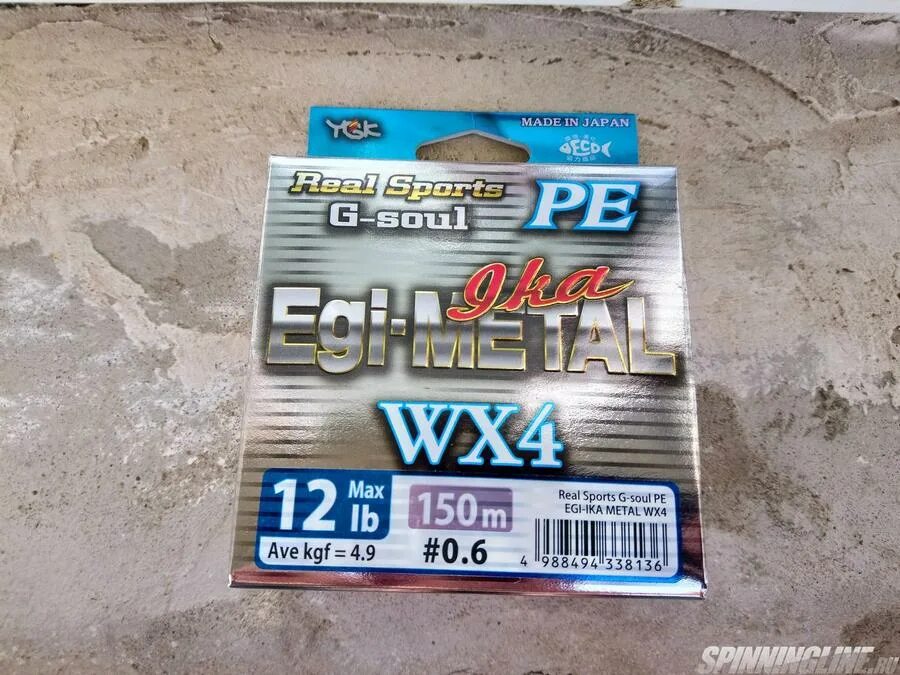 YGK
MADE IN JAPAN
ECO
Real Sports
G-soul
PE
Ika
Egi-METAL
WX4
12 Max lb
Ave kgf = 4.9
150m
#0.6
Real Sports G-soul PE
EGI-IKA METAL WX4
4 988494 338136
SPINNINGLINE.RU